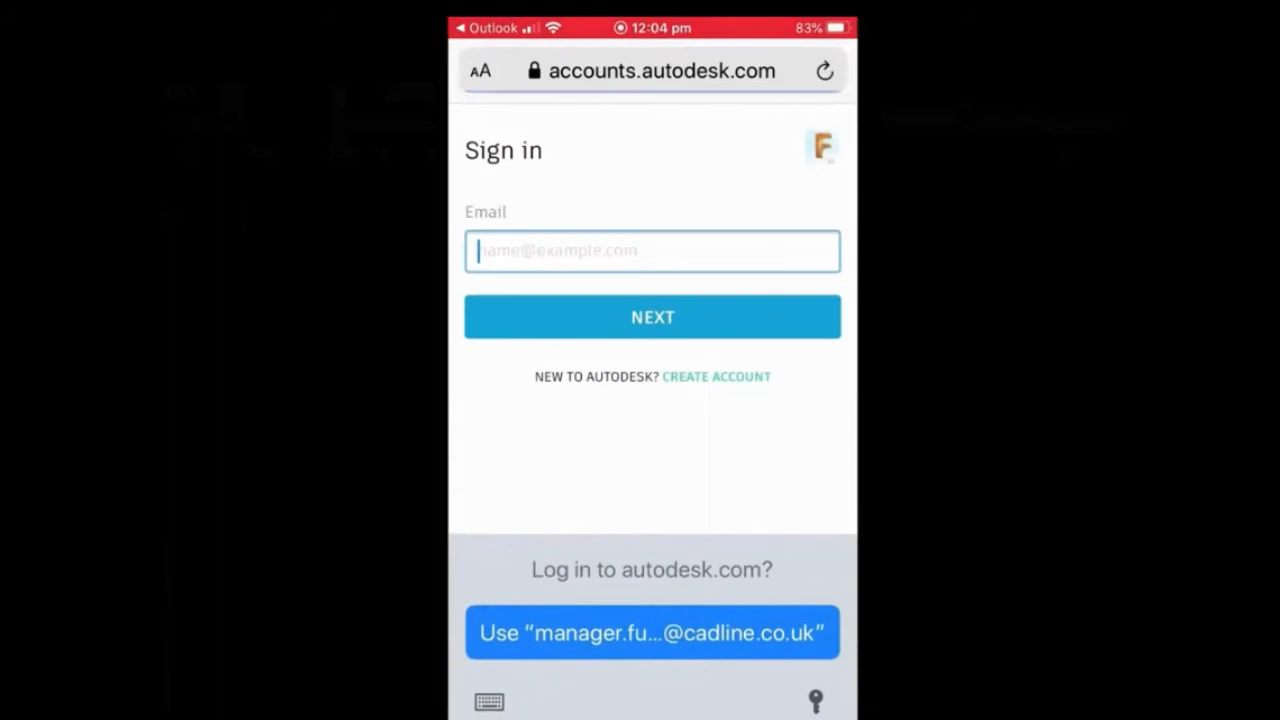 Outlook 12:04 pm 83%
AA accounts.autodesk.com
Sign in
F
Email
name@example.com
NEXT
NEW TO AUTODESK? CREATE ACCOUNT
Log in to autodesk.com?
Use “manager.fu...@cadline.co.uk”